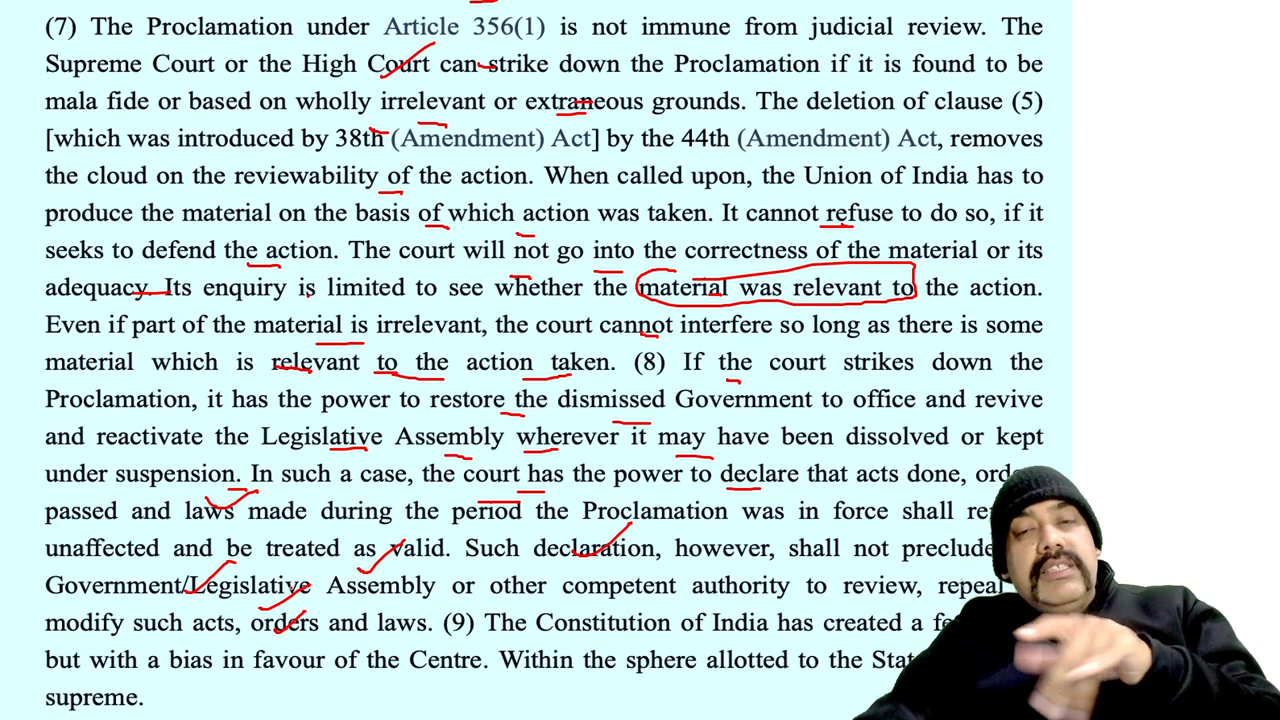 (7) The Proclamation under Article 356(1) is not immune from judicial review. The
Supreme Court or the High Court can strike down the Proclamation if it is found to be
mala fide or based on wholly irrelevant or extraneous grounds. The deletion of clause (5)
[which was introduced by 38th (Amendment) Act] by the 44th (Amendment) Act, removes
the cloud on the reviewability of the action. When called upon, the Union of India has to
produce the material on the basis of which action was taken. It cannot refuse to do so, if it
seeks to defend the action. The court will not go into the correctness of the material or its
adequacy. Its enquiry is limited to see whether the material was relevant to the action.
Even if part of the material is irrelevant, the court cannot interfere so long as there is some
material which is relevant to the action taken. (8) If the court strikes down the
Proclamation, it has the power to restore the dismissed Government to office and revive
and reactivate the Legislative Assembly wherever it may have been dissolved or kept
under suspension. In such a case, the court has the power to declare that acts done,
passed and laws made during the period the Proclamation was in force shall
unaffected and be treated as valid. Such declaration, however, shall not preclude
Government/Legislative Assembly or other competent authority to review, repeal
modify such acts, orders and laws. (9) The Constitution of India has created a
but with a bias in favour of the Centre. Within the sphere allotted to the
supreme.